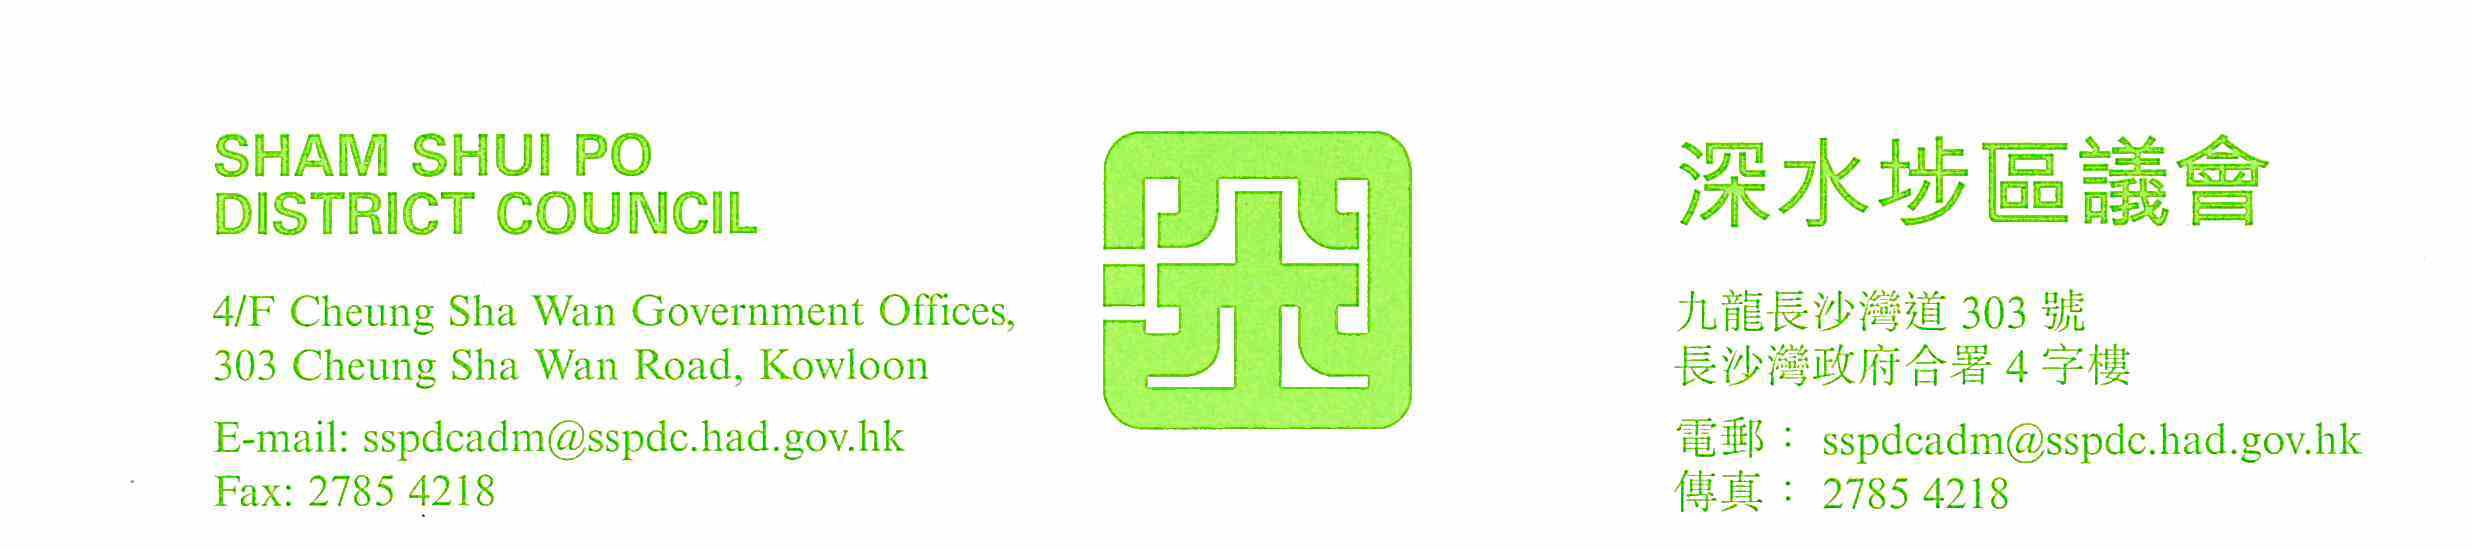 SHAM SHUI PO
DISTRICT COUNCIL
4/F Cheung Sha Wan Government Offices,
303 Cheung Sha Wan Road, Kowloon
E-mail: sspdcadm@sspdc.had.gov.hk
Fax: 2785 4218
深水埗區議會
九龍長沙灣道 303 號
長沙灣政府合署 4 字樓
電郵： sspdcadm@sspdc.had.gov.hk
傳真： 2785 4218